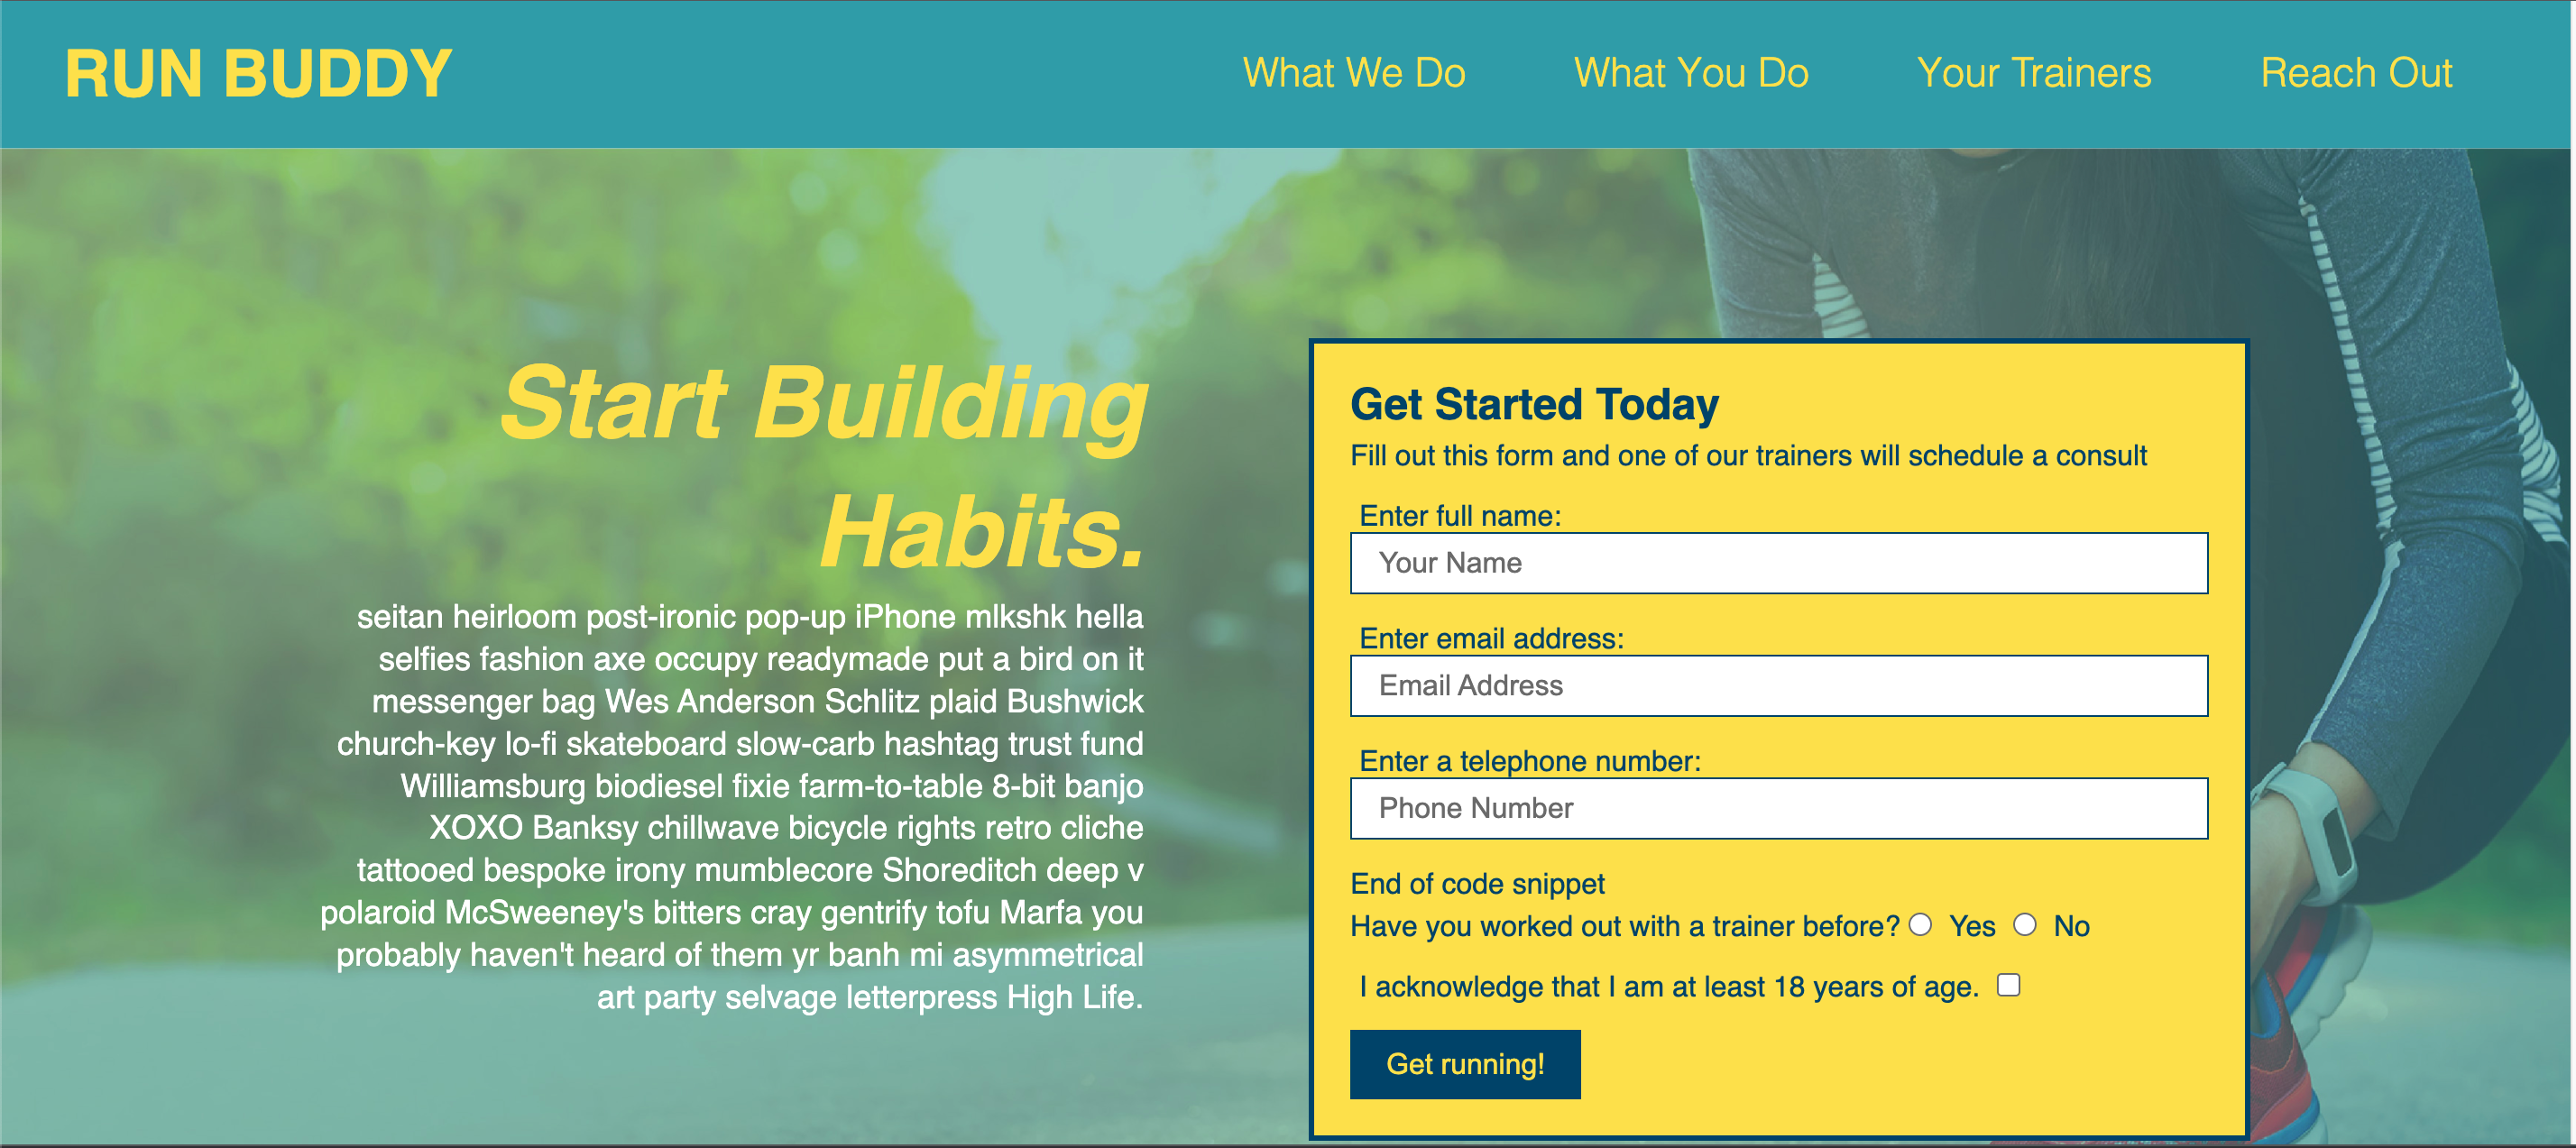 RUN BUDDY
What We Do
What You Do
Your Trainers
Reach Out
Start Building
Habits.
seitan heirloom post-ironic pop-up iPhone mlkshk hella
selfies fashion axe occupy readymade put a bird on it
messenger bag Wes Anderson Schlitz plaid Bushwick
church-key lo-fi skateboard slow-carb hashtag trust fund
Williamsburg biodiesel fixie farm-to-table 8-bit banjo
XOXO Banksy chillwave bicycle rights retro cliche
tattooed bespoke irony mumblecore Shoreditch deep v
polaroid McSweeney's bitters cray gentrify tofu Marfa you
probably haven't heard of them yr banh mi asymmetrical
art party selvage letterpress High Life.
Get Started Today
Fill out this form and one of our trainers will schedule a consult
Enter full name:
Your Name
Enter email address:
Email Address
Enter a telephone number:
Phone Number
End of code snippet
Have you worked out with a trainer before? Yes No
I acknowledge that I am at least 18 years of age.
Get running!